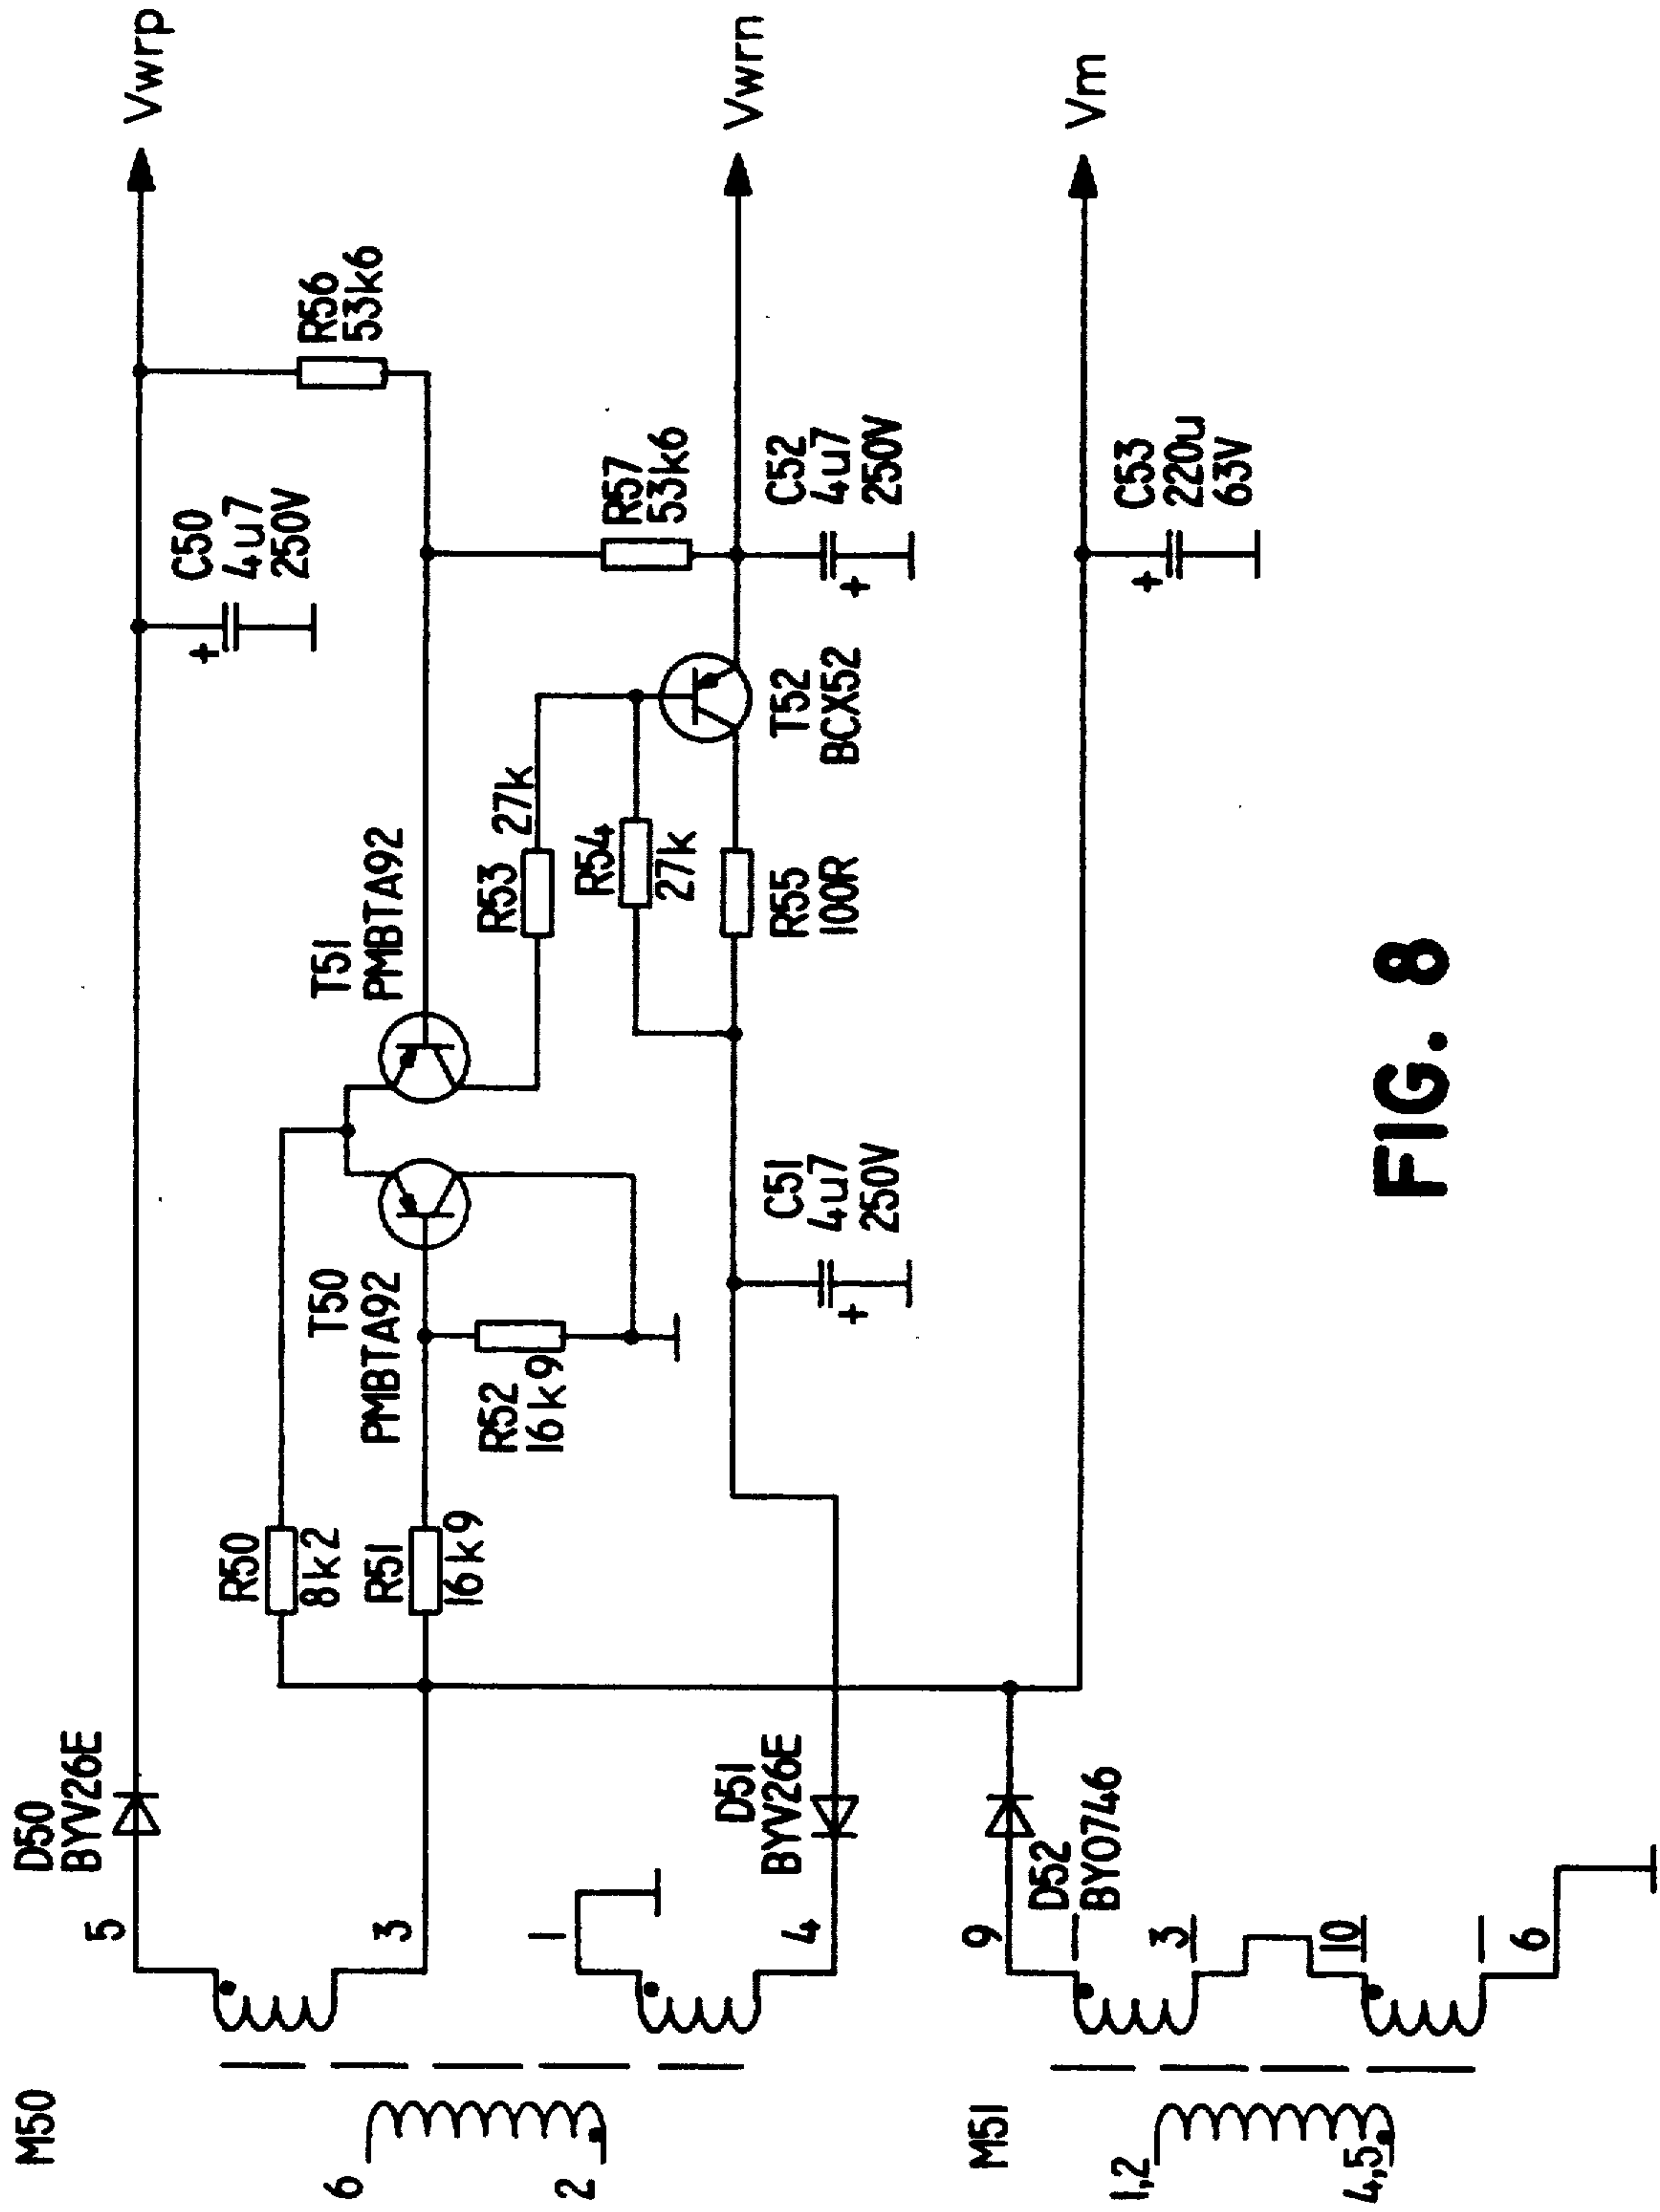 M50
6
2
5
3
1
4
D50
BYV26E
D51
BYV26E
R50
8k2
R51
16k9
R52
16k9
T50
PMBTA92
T51
PMBTA92
R53 27k
R54
27k
R55
100R
T52
BCX52
C50
4u7
250V
+
C51
4u7
250V
+
R56
53k6
R57
53k6
C52
4u7
250V
+
Vwrp
Vwrn
Vm
M51
1,2
4,5
9
3
10
6
D52
BY0746
C53
220u
63V
+
FIG. 8